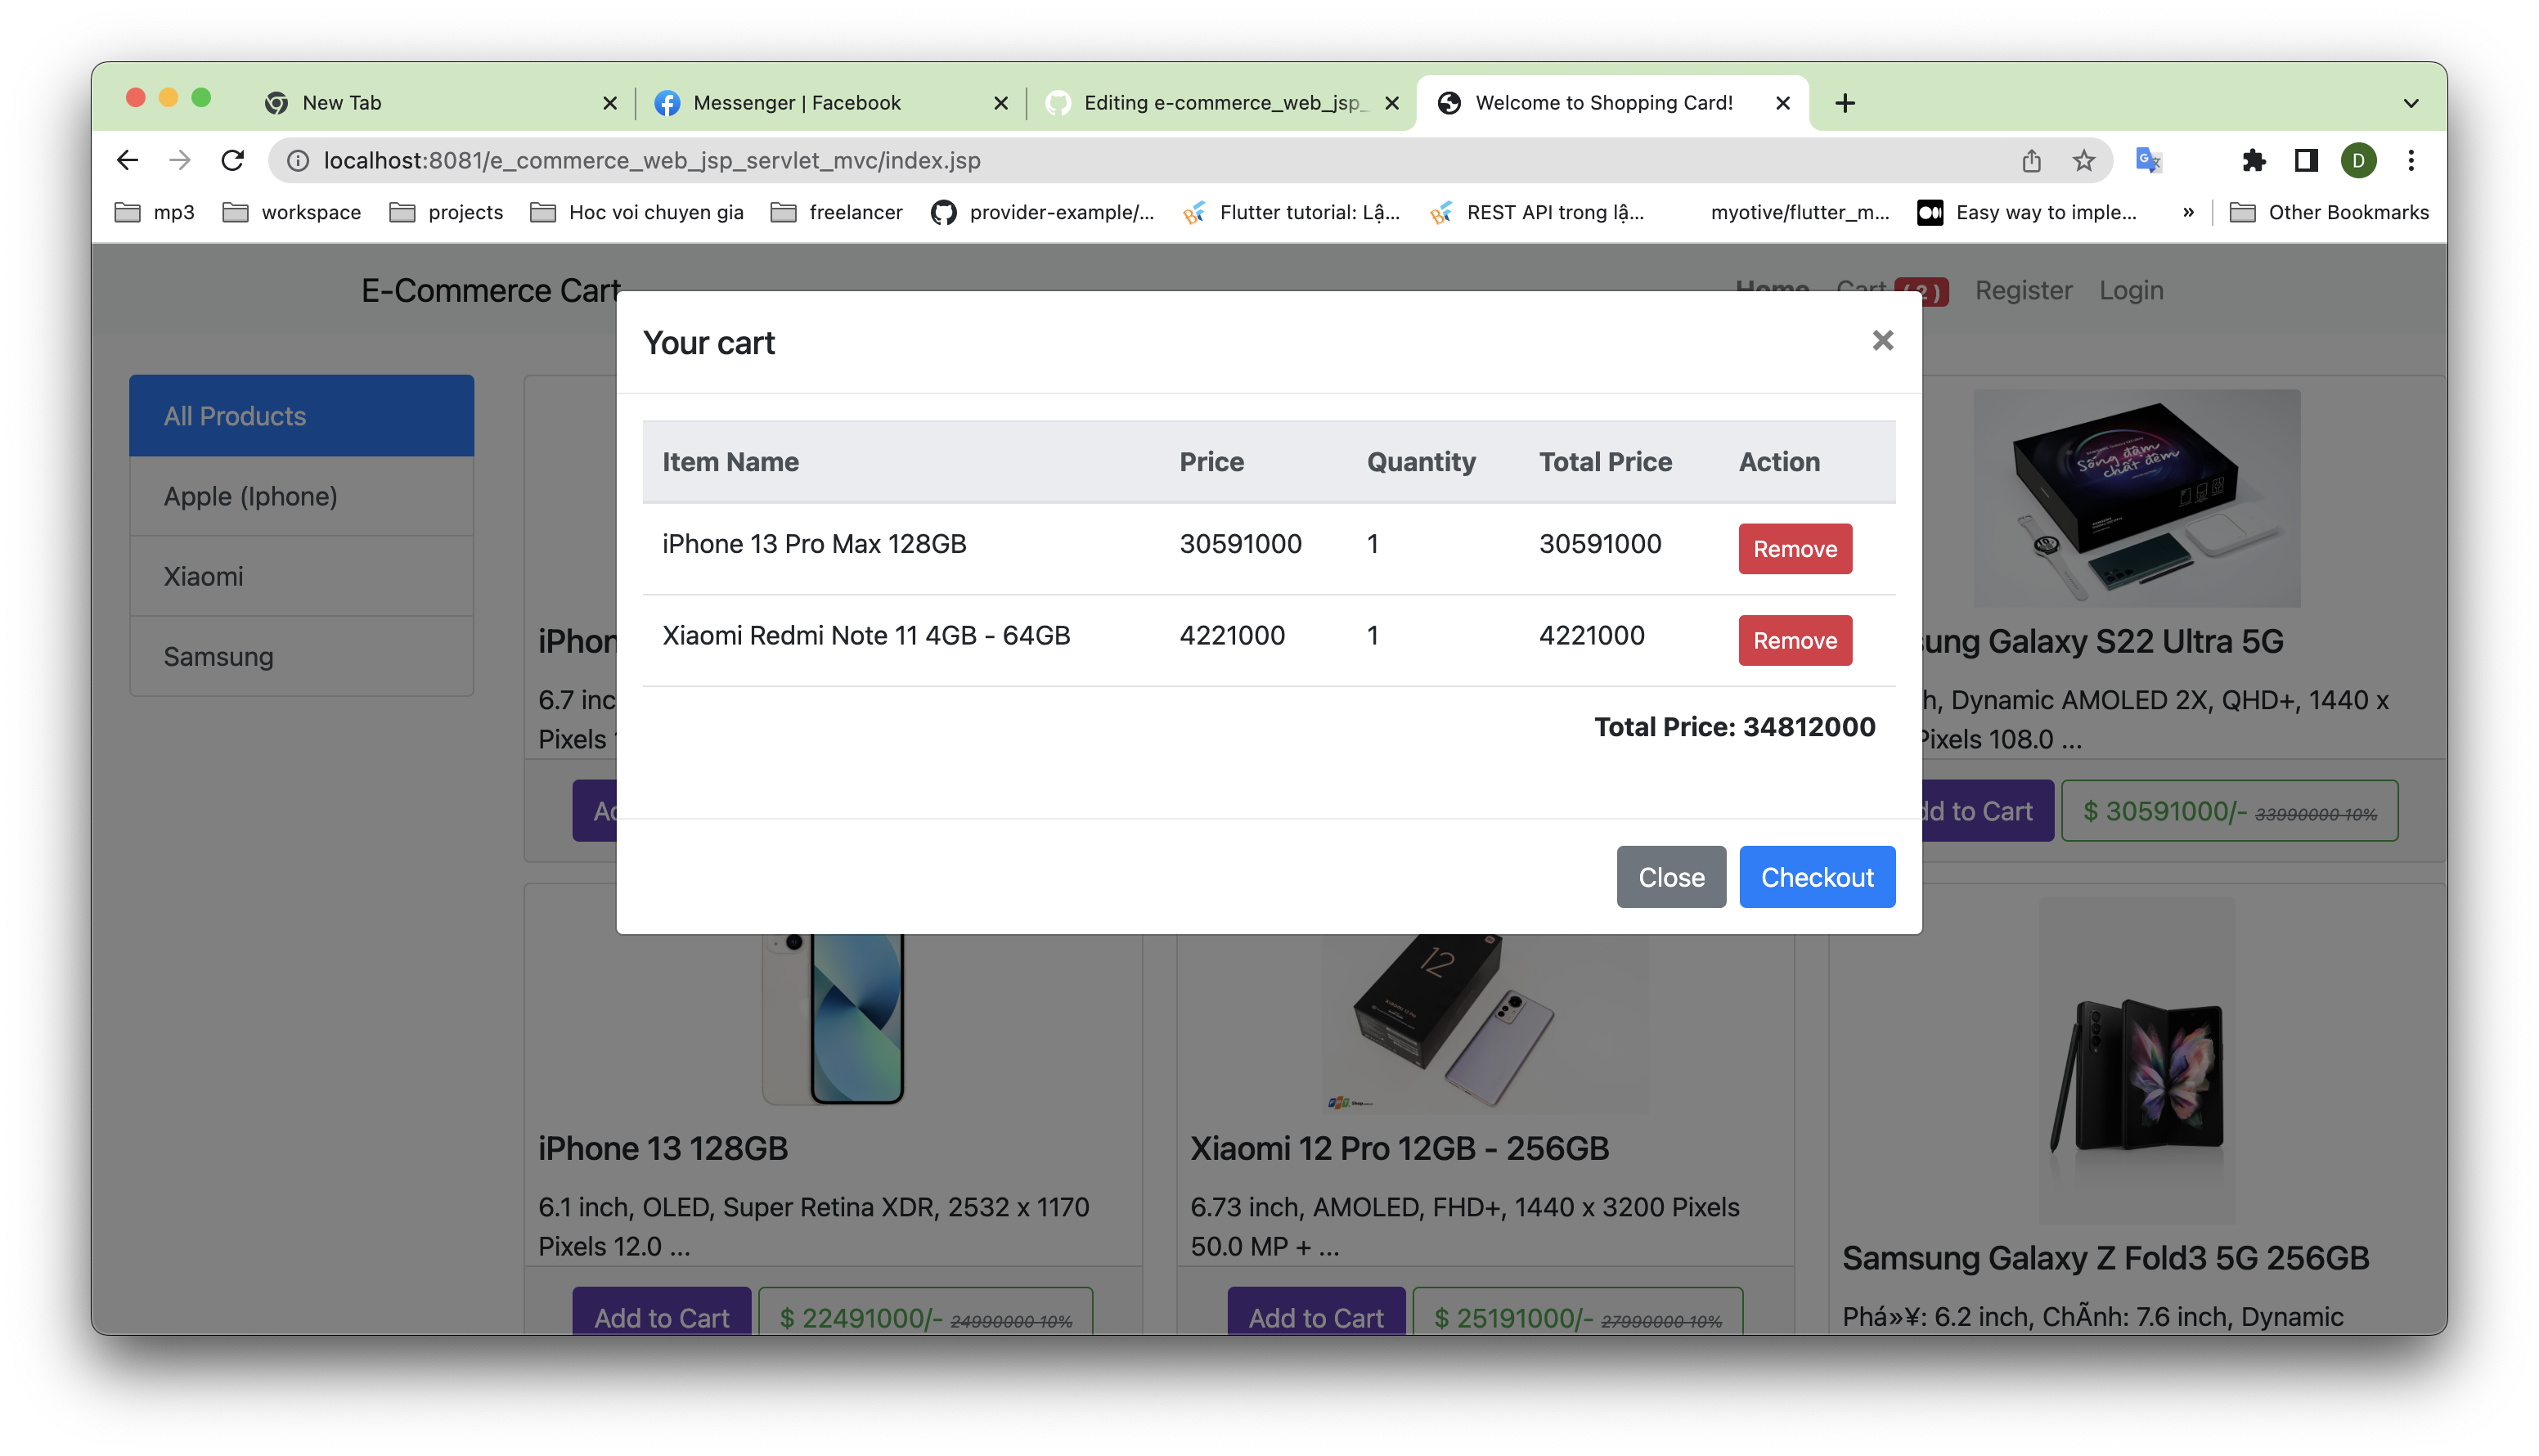 New Tab
Messenger | Facebook
Editing e-commerce_web_jsp_
Welcome to Shopping Card!
localhost:8081/e_commerce_web_jsp_servlet_mvc/index.jsp
D
mp3
workspace
projects
Hoc voi chuyen gia
freelancer
provider-example/...
Flutter tutorial: Lậ...
REST API trong lậ...
myotive/flutter_m...
Easy way to imple...
»
Other Bookmarks
E-Commerce Cart
Home
Cart
( 2 )
Register
Login
All Products
Apple (Iphone)
Xiaomi
Samsung
Your cart
×
Item Name Price Quantity Total Price Action
iPhone 13 Pro Max 128GB 30591000 1 30591000 Remove
Xiaomi Redmi Note 11 4GB - 64GB 4221000 1 4221000 Remove
Total Price: 34812000
Close
Checkout
6.7
Pixels
Sống đậm
chất đêm
Galaxy S22 Ultra 5G
Dynamic AMOLED 2X, QHD+, 1440 x
Pixels 108.0 ...
to Cart
$ 30591000/- 33990000 10%
iPhone 13 128GB
6.1 inch, OLED, Super Retina XDR, 2532 x 1170
Pixels 12.0 ...
Add to Cart
$ 22491000/- 24990000 10%
12
Xiaomi 12 Pro 12GB - 256GB
6.73 inch, AMOLED, FHD+, 1440 x 3200 Pixels
50.0 MP + ...
Add to Cart
$ 25191000/- 27990000 10%
Samsung Galaxy Z Fold3 5G 256GB
Phá»¥: 6.2 inch, ChÃ­nh: 7.6 inch, Dynamic